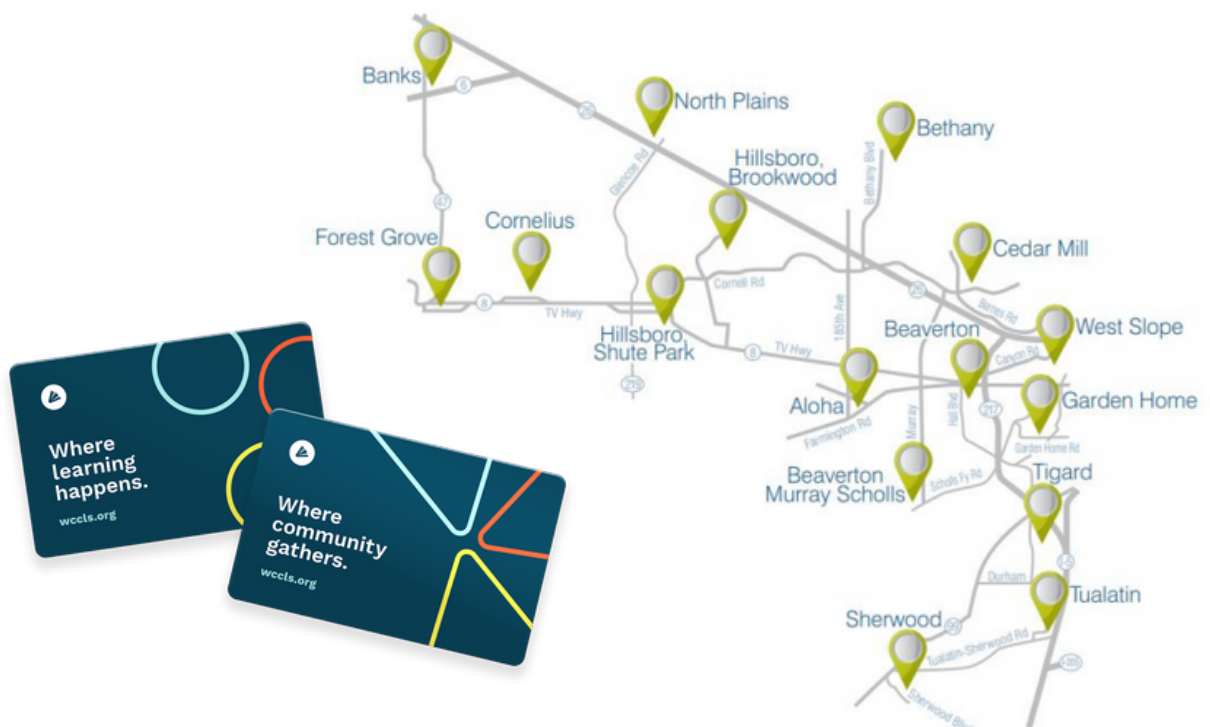 Banks
6
26
North Plains
Bethany
Glencoe Rd
Hillsboro,
Brookwood
Bethany Blvd
47
Forest Grove
Cornelius
Cedar Mill
Cornell Rd
26
8
TV Hwy
185th Ave
Barnes Rd
Beaverton
West Slope
Hillsboro,
Shute Park
8
TV Hwy
Canyon Rd
219
Aloha
Farmington Rd
Murray
Hall Blvd
217
Garden Home
Garden Home Rd
Beaverton
Murray Scholls
Scholls Fy Rd
Tigard
I-5
Durham
Tualatin
Sherwood
99
Tualatin-Sherwood Rd
I-205
Sherwood
Where
learning
happens.
wccls.org
Where
community
gathers.
wccls.org